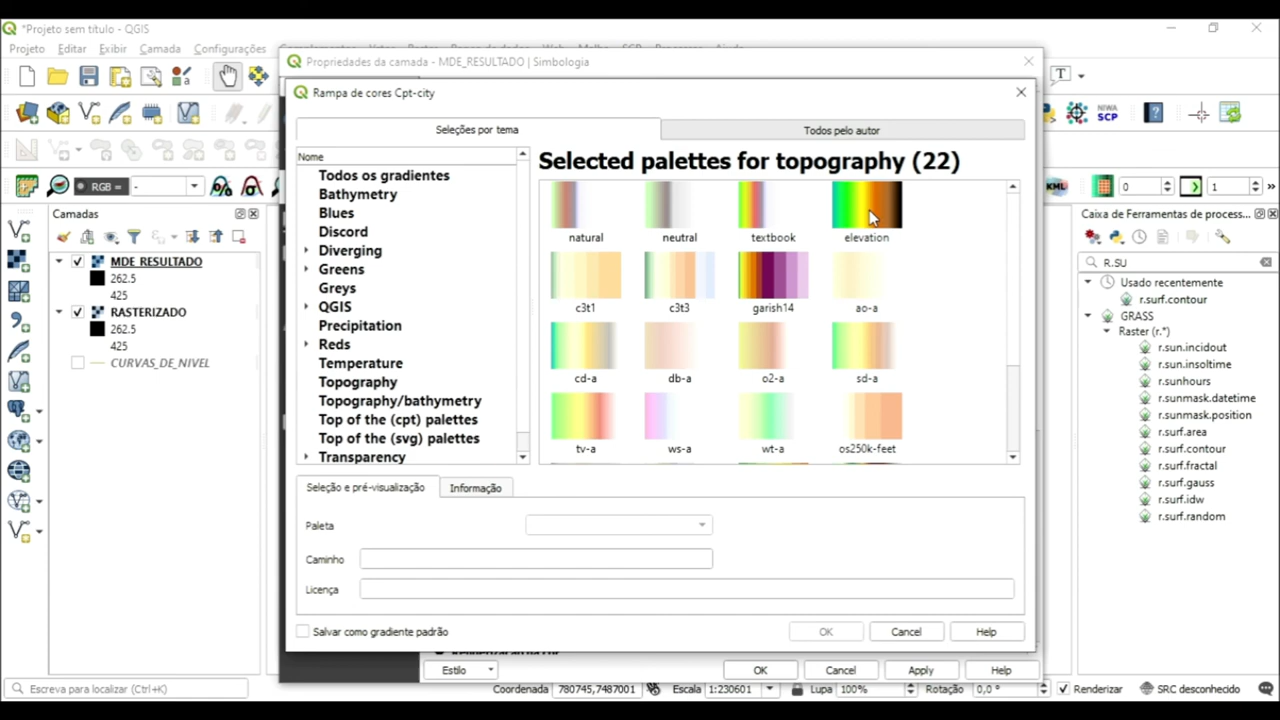 *Projeto sem título - QGIS
Projeto Editar Exibir Camada Configurações
Propriedades da camada - MDE_RESULTADO | Simbologia
Rampa de cores Cpt-city
Seleções por tema
Todos pelo autor
Nome
Todos os gradientes
Bathymetry
Blues
Discord
Diverging
Greens
Greys
QGIS
Precipitation
Reds
Temperature
Topography
Topography/bathymetry
Top of the (cpt) palettes
Top of the (svg) palettes
Transparency
Selected palettes for topography (22)
natural neutral textbook elevation
c3t1 c3t3 garish14 ao-a
cd-a db-a o2-a sd-a
tv-a ws-a wt-a os250k-feet
Seleção e pré-visualização
Informação
Paleta
Caminho
Licença
Salvar como gradiente padrão
OK Cancel Help
Estilo
OK Cancel Apply Help
RGB = -
T
NIWA
SCP
KML
0
1
Camadas
MDE_RESULTADO
262.5
425
RASTERIZADO
262.5
425
CURVAS_DE_NIVEL
Caixa de Ferramentas de process...
R.SU
Usado recentemente
r.surf.contour
GRASS
Raster (r.*)
r.sun.incidout
r.sun.insoltime
r.sunhours
r.sunmask.datetime
r.sunmask.position
r.surf.area
r.surf.contour
r.surf.fractal
r.surf.gauss
r.surf.idw
r.surf.random
Escreva para localizar (Ctrl+K)
Coordenada 780745,7487001
Escala 1:230601
Lupa 100%
Rotação 0,0 °
Renderizar
SRC desconhecido